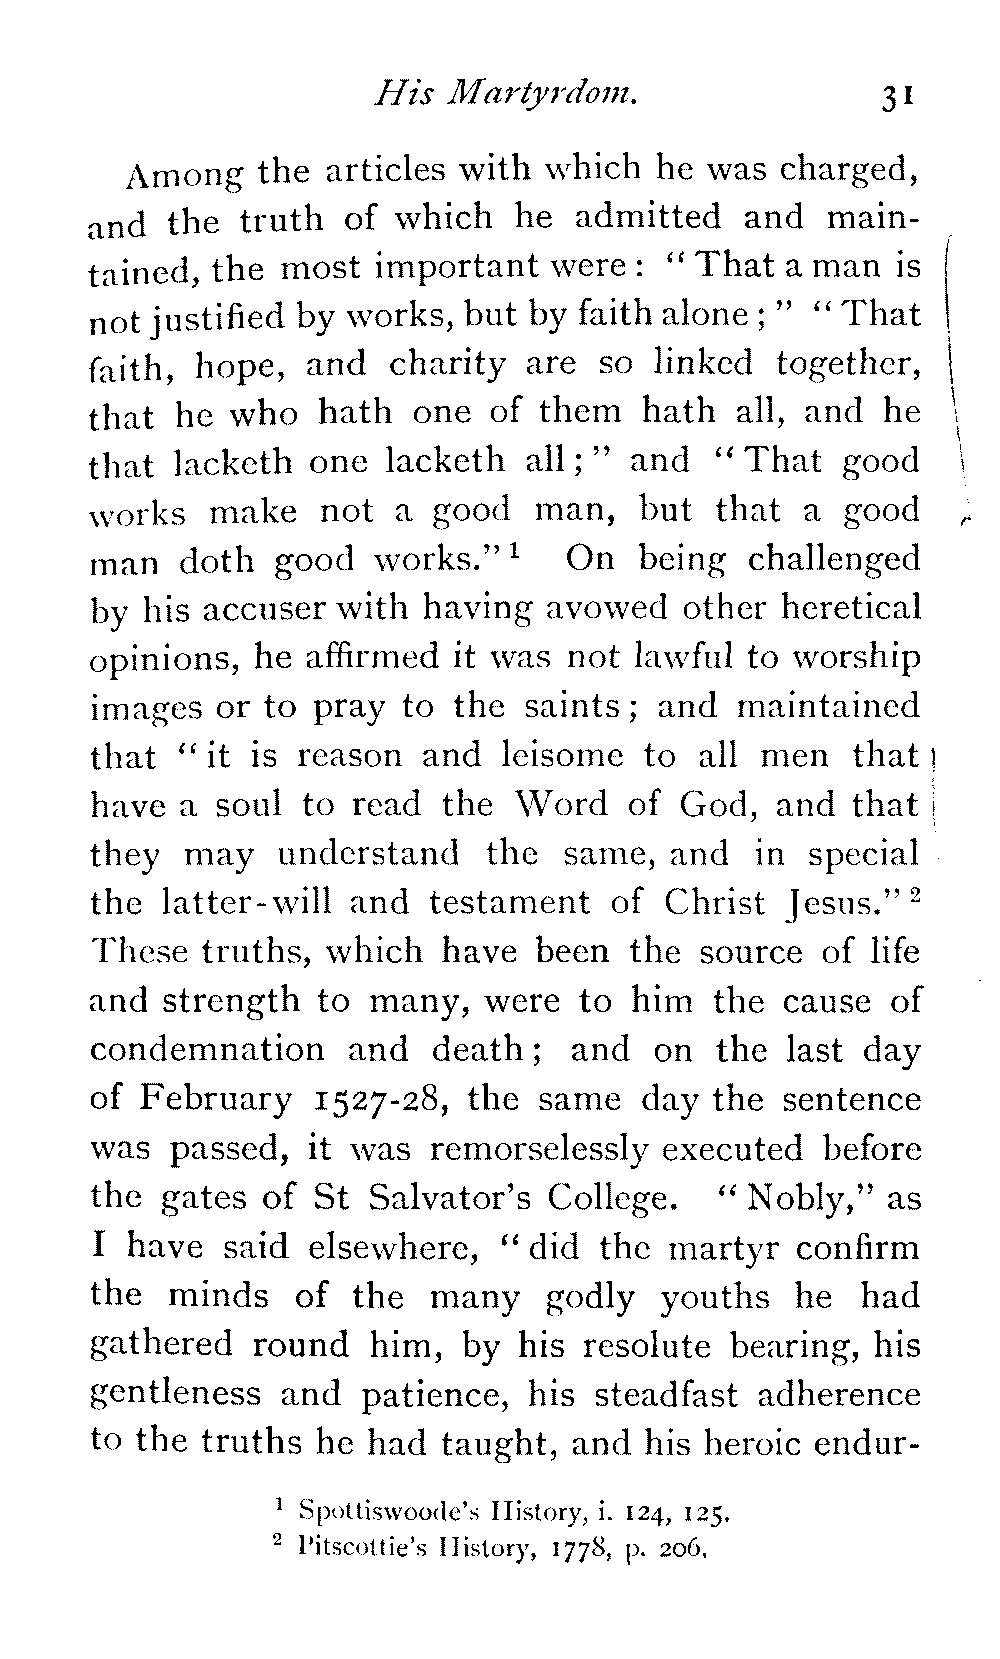 His Martyrdom. 31
Among the articles with which he was charged,
and the truth of which he admitted and main-
tained, the most important were: “That a man is
not justified by works, but by faith alone;” “That
faith, hope, and charity are so linked together,
that he who hath one of them hath all, and he
that lacketh one lacketh all;” and “That good
works make not a good man, but that a good
man doth good works.”¹ On being challenged
by his accuser with having avowed other heretical
opinions, he affirmed it was not lawful to worship
images or to pray to the saints; and maintained
that “it is reason and leisome to all men that
have a soul to read the Word of God, and that
they may understand the same, and in special
the latter-will and testament of Christ Jesus.”²
These truths, which have been the source of life
and strength to many, were to him the cause of
condemnation and death; and on the last day
of February 1527-28, the same day the sentence
was passed, it was remorselessly executed before
the gates of St Salvator’s College. “Nobly,” as
I have said elsewhere, “did the martyr confirm
the minds of the many godly youths he had
gathered round him, by his resolute bearing, his
gentleness and patience, his steadfast adherence
to the truths he had taught, and his heroic endur-
¹ Spottiswoode’s History, i. 124, 125.
² Pitscottie’s History, 1778, p. 206.